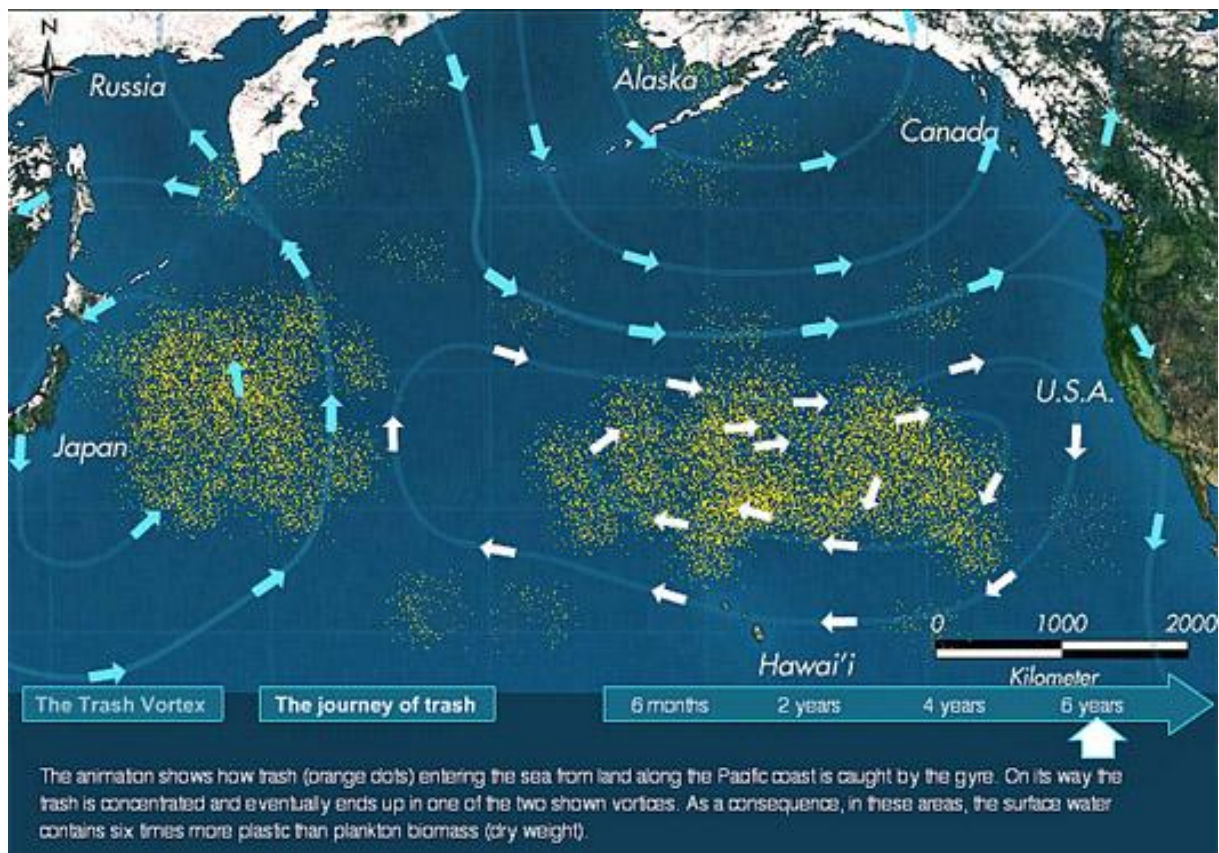 N
Russia
Alaska
Canada
U.S.A.
Japan
0 1000 2000
Hawai'i
Kilometer
The Trash Vortex
The journey of trash
6 months 2 years 4 years 6 years
The animation shows how trash (orange dots) entering the sea from land along the Pacific coast is caught by the gyre. On its way the
trash is concentrated and eventually ends up in one of the two shown vortices. As a consequence, in these areas, the surface water
contains six times more plastic than plankton biomass (dry weight).